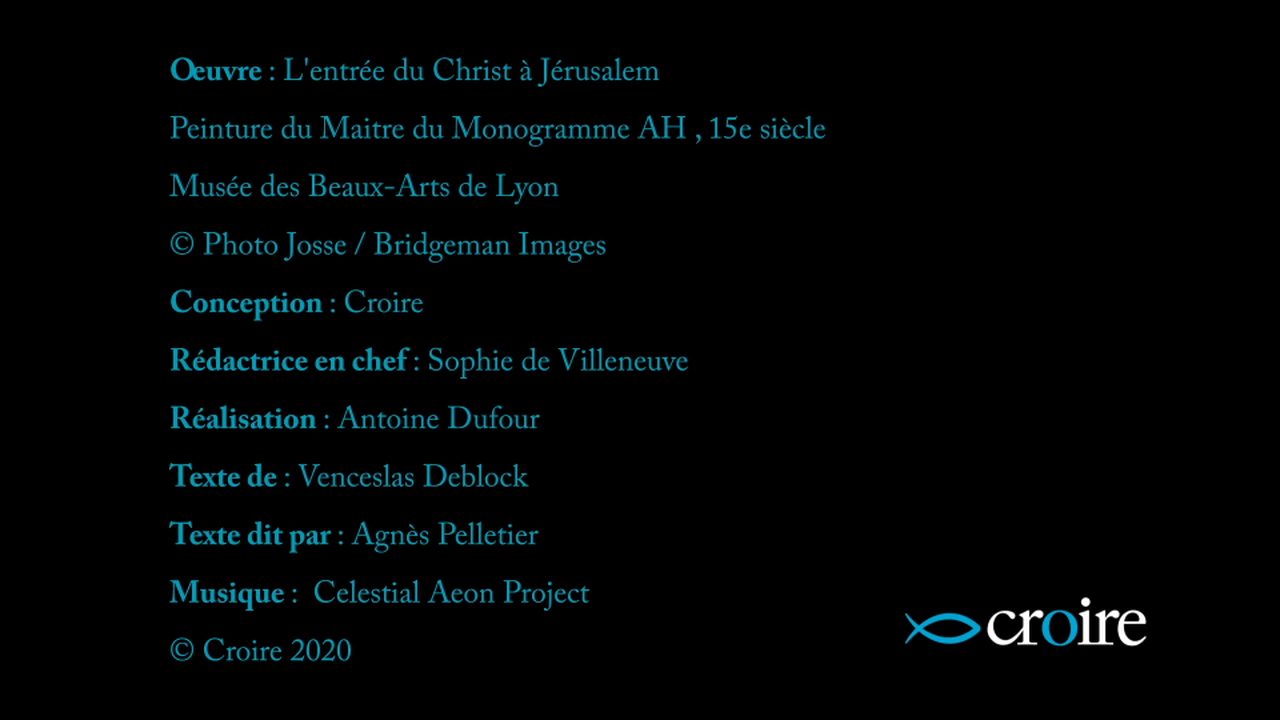 Œuvre : L'entrée du Christ à Jérusalem
Peinture du Maitre du Monogramme AH , 15e siècle
Musée des Beaux-Arts de Lyon
© Photo Josse / Bridgeman Images
Conception : Croire
Rédactrice en chef : Sophie de Villeneuve
Réalisation : Antoine Dufour
Texte de : Venceslas Deblock
Texte dit par : Agnès Pelletier
Musique :  Celestial Aeon Project
© Croire 2020
croire